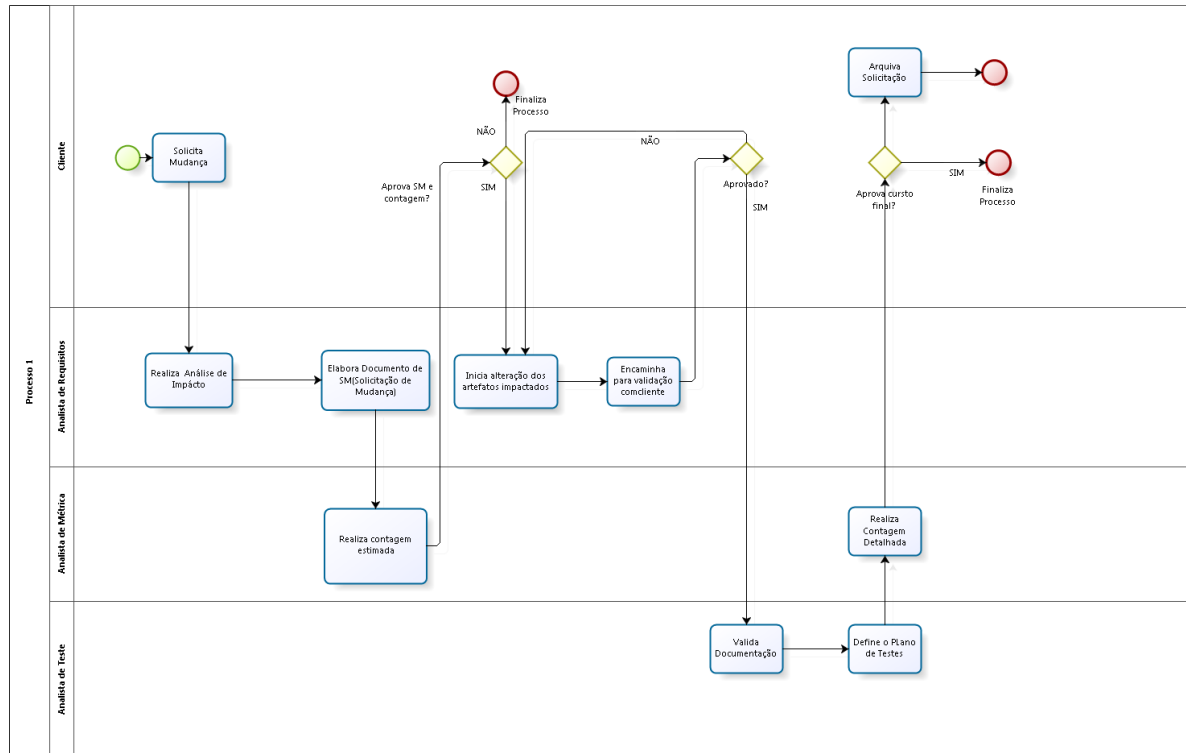 Processo 1
Cliente
Solicita
Mudança
Aprova SM e
contagem?
NÃO
SIM
Finaliza
Processo
NÃO
Aprovado?
SIM
Arquiva
Solicitação
Aprova cursto
final?
SIM
Finaliza
Processo
Analista de Requisitos
Realiza Análise de
Impácto
Elabora Documento de
SM(Solicitação de
Mudança)
Inicia alteração dos
artefatos impactados
Encaminha
para validação
comcliente
Analista de Métrica
Realiza contagem
estimada
Realiza
Contagem
Detalhada
Analista de Teste
Valida
Documentação
Define o PLano
de Testes